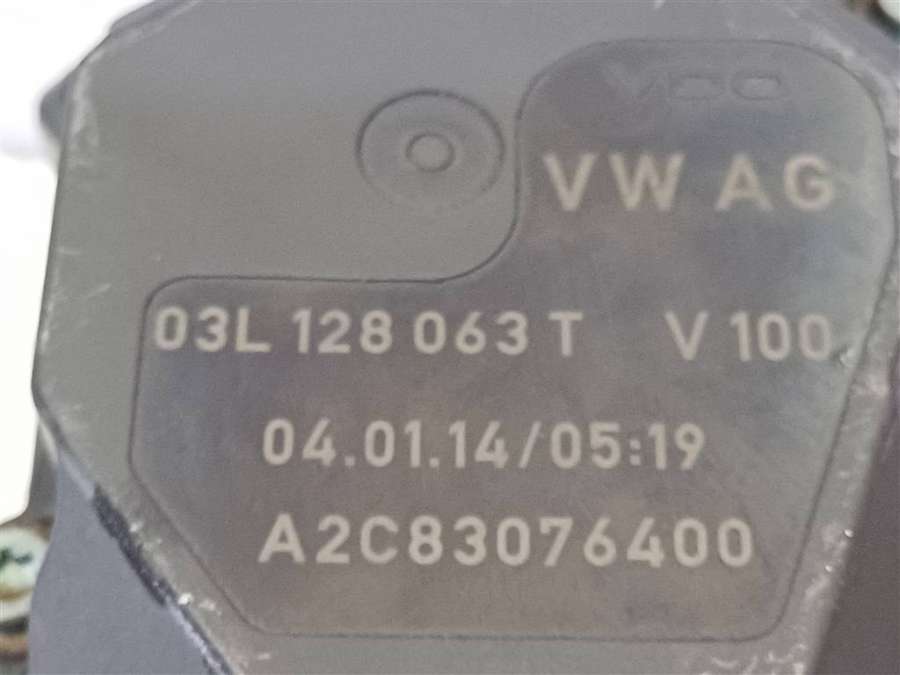 VDO
VW AG
03L 128 063 T V 100
04.01.14/05:19
A2C83076400